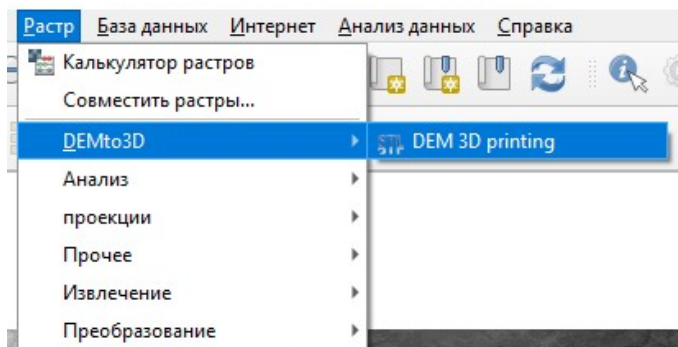 Растр База данных Интернет Анализ данных Справка
Калькулятор растров
Совместить растры...
DEMto3D
DEM 3D printing
Анализ
проекции
Прочее
Извлечение
Преобразование